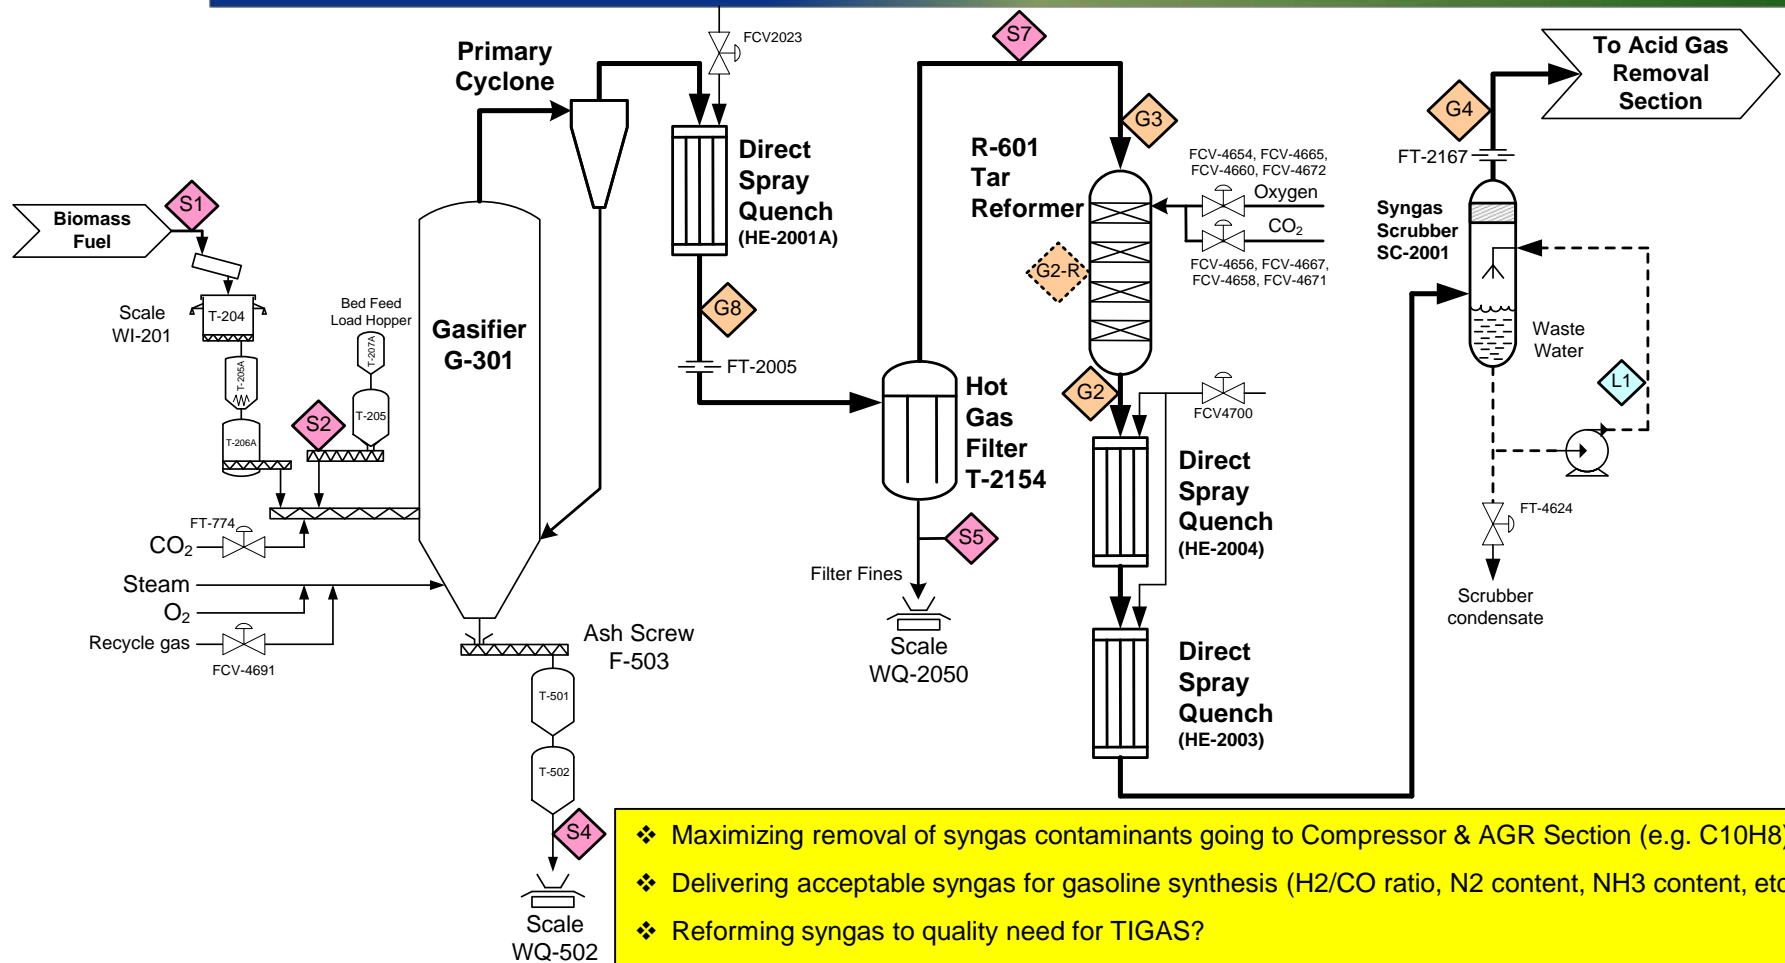 FCV2023
S7
To Acid Gas
Removal
Section
Primary
Cyclone
G4
G3
Direct
Spray
Quench
(HE-2001A)
R-601
Tar
Reformer
FCV-4654, FCV-4665,
FCV-4660, FCV-4672
Oxygen
CO2
FCV-4656, FCV-4667,
FCV-4658, FCV-4671
FT-2167
Syngas
Scrubber
SC-2001
S1
Biomass
Fuel
G2-R
Scale
WI-201
T-204
Bed Feed
Load Hopper
T-207A
T-205A
T-205
T-206A
S2
Gasifier
G-301
G8
FT-2005
Waste
Water
L1
G2
FCV4700
Hot
Gas
Filter
T-2154
Direct
Spray
Quench
(HE-2004)
FT-774
CO2
Steam
O2
Recycle gas
FCV-4691
S5
Filter Fines
Scale
WQ-2050
FT-4624
Scrubber
condensate
Ash Screw
F-503
T-501
T-502
Direct
Spray
Quench
(HE-2003)
S4
Scale
WQ-502
❖ Maximizing removal of syngas contaminants going to Compressor & AGR Section (e.g. C10H8)
❖ Delivering acceptable syngas for gasoline synthesis (H2/CO ratio, N2 content, NH3 content, etc
❖ Reforming syngas to quality need for TIGAS?